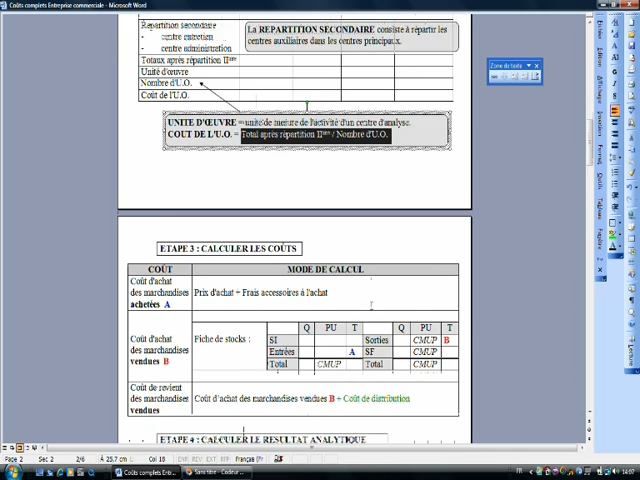 Coûts complets Entreprise commerciale - Microsoft Word
Répartition secondaire
- centre entretien
- centre administration
La REPARTITION SECONDAIRE consiste à répartir les
centres auxiliaires dans les centres principaux.
Totaux après répartition IIaire
Unité d'œuvre
Nombre d'U.O.
Coût de l'U.O.
UNITE D'ŒUVRE = unité de mesure de l'activité d'un centre d'analyse.
COUT DE L'U.O. = Total après répartition IIaire / Nombre d'U.O.
Zone de texte
ETAPE 3 : CALCULER LES COÛTS
COÛT MODE DE CALCUL
Coût d'achat
des marchandises
achetées A
Prix d'achat + Frais accessoires à l'achat
Coût d'achat
des marchandises
vendues B
Fiche de stocks :
Q PU T Q PU T
SI Sorties CMUP B
Entrées A SF CMUP
Total CMUP Total CMUP
Coût de revient
des marchandises
vendues
Coût d'achat des marchandises vendues B + Coût de distribution
ETAPE 4 : CALCULER LE RESULTAT ANALYTIQUE
Page 2 Sec 2 2/6 À 25,7 cm Li Col 18 ENR REV EXT RFP Français (Fr
Coûts complets Entre...
Sans titre - Codeur ...
FR
14:07